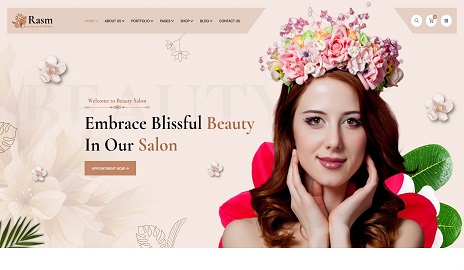 Rasm
HOME ABOUT US PORTFOLIO PAGES SHOP BLOG CONTACT US
BEAUTY
Welcome to Beauty Salon
Embrace Blissful Beauty
In Our Salon
APPOINTMENT NOW